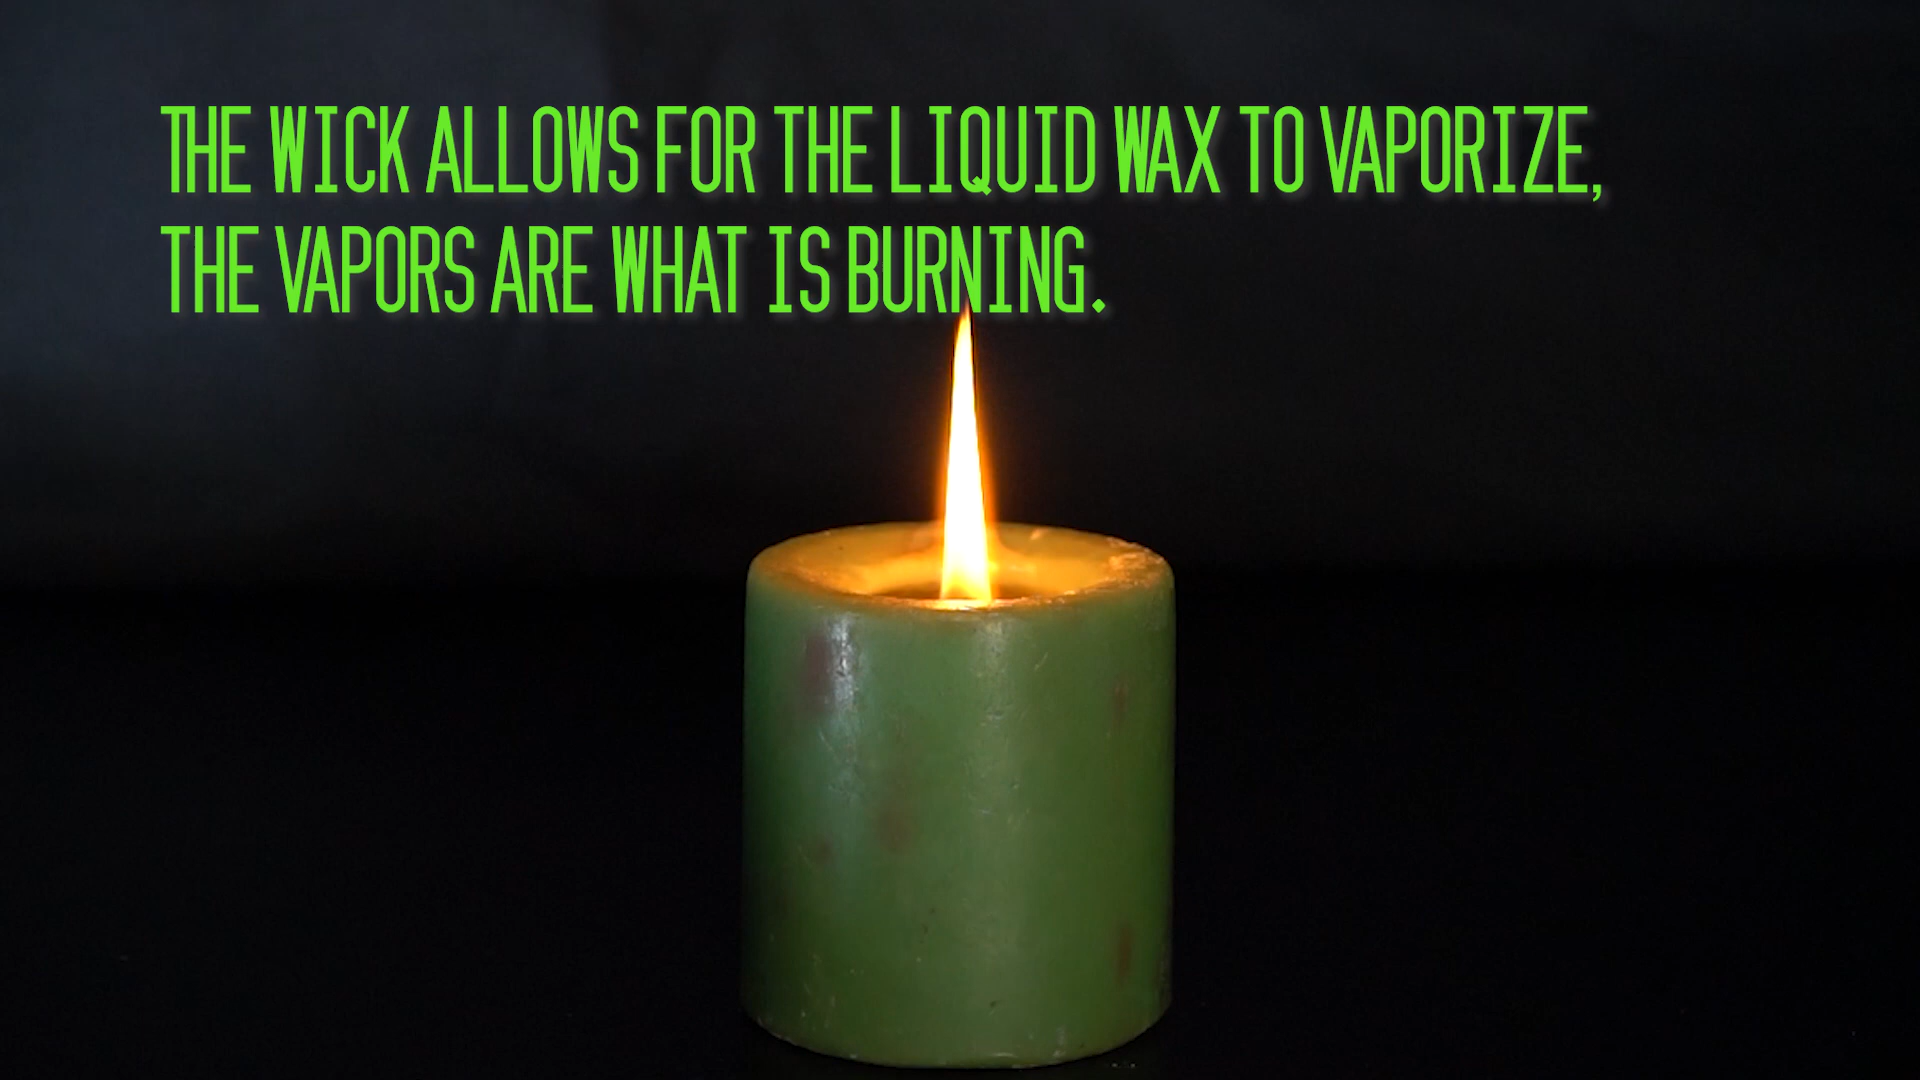 THE WICK ALLOWS FOR THE LIQUID WAX TO VAPORIZE,
THE VAPORS ARE WHAT IS BURNING.